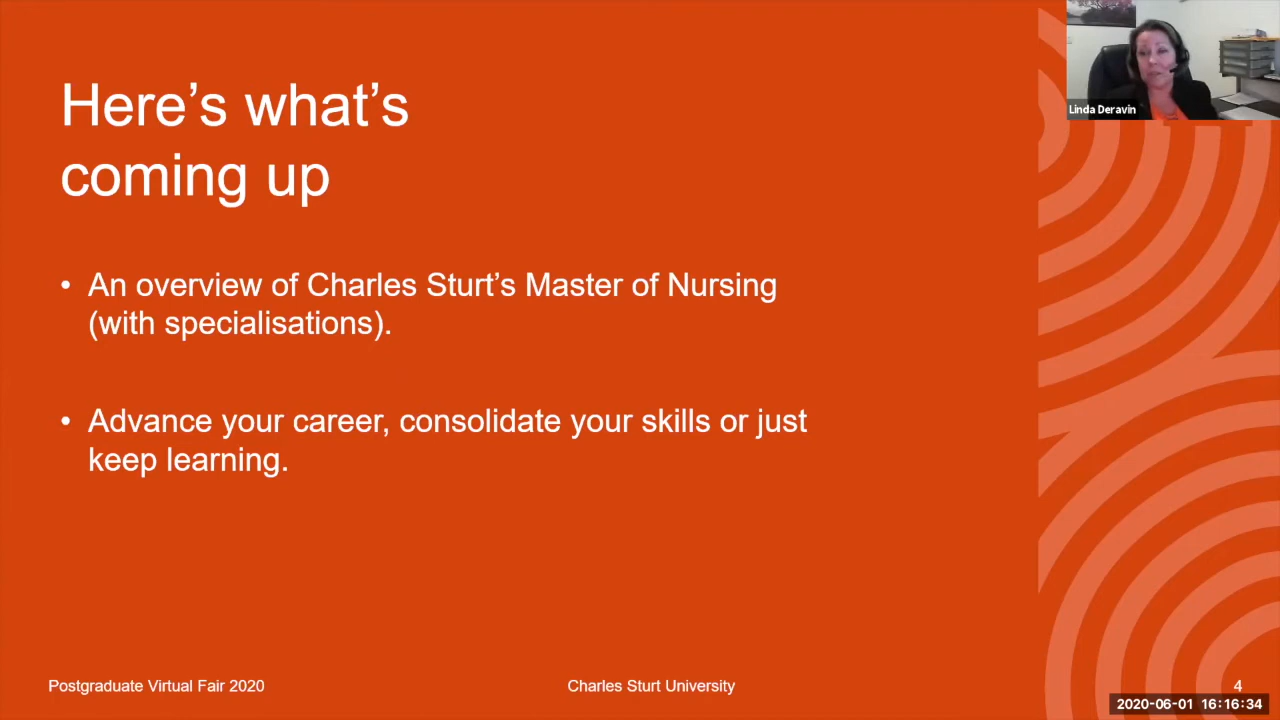 Here's what's
coming up
• An overview of Charles Sturt's Master of Nursing
(with specialisations).
• Advance your career, consolidate your skills or just
keep learning.
Linda Deravin
Postgraduate Virtual Fair 2020
Charles Sturt University
4
2020-06-01 16:16:34